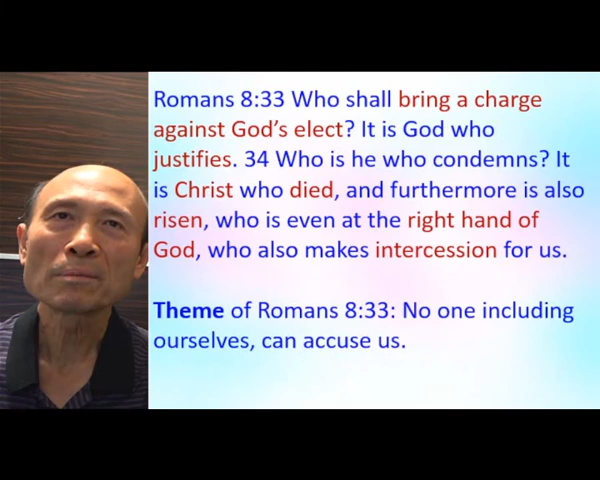 Romans 8:33 Who shall bring a charge
against God’s elect? It is God who
justifies. 34 Who is he who condemns? It
is Christ who died, and furthermore is also
risen, who is even at the right hand of
God, who also makes intercession for us.
Theme of Romans 8:33: No one including
ourselves, can accuse us.